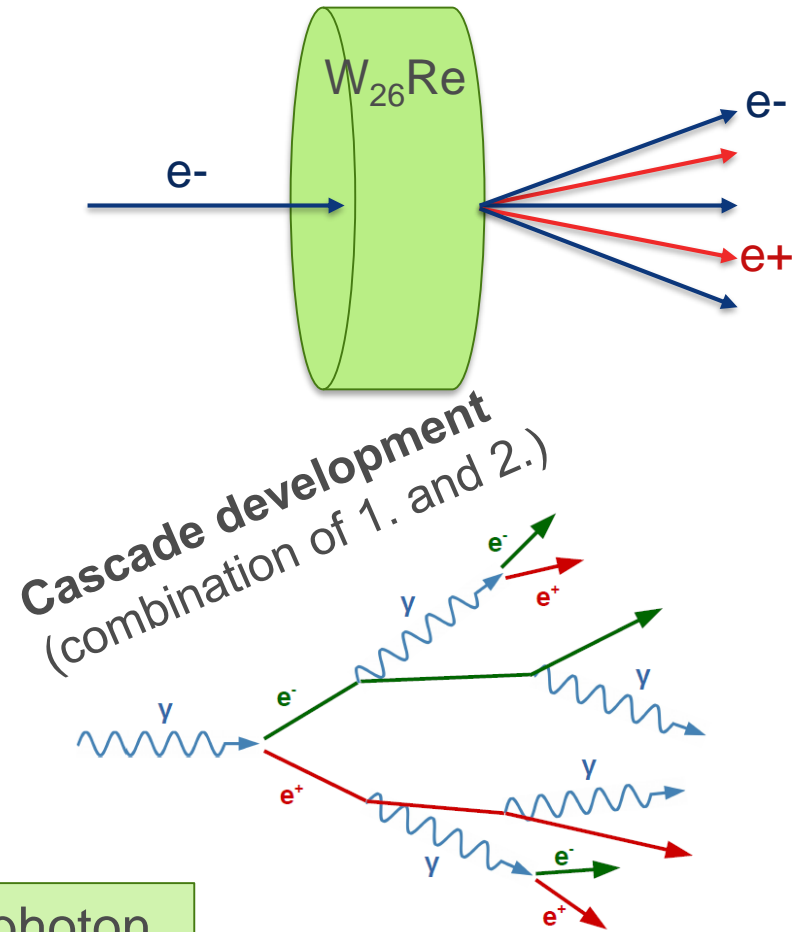 W₂₆Re
e-
e-
e+
Cascade development
(combination of 1. and 2.)
e⁻
e⁺
γ
e⁻
γ
γ
γ
e⁺
γ
e⁻
e⁺
photon